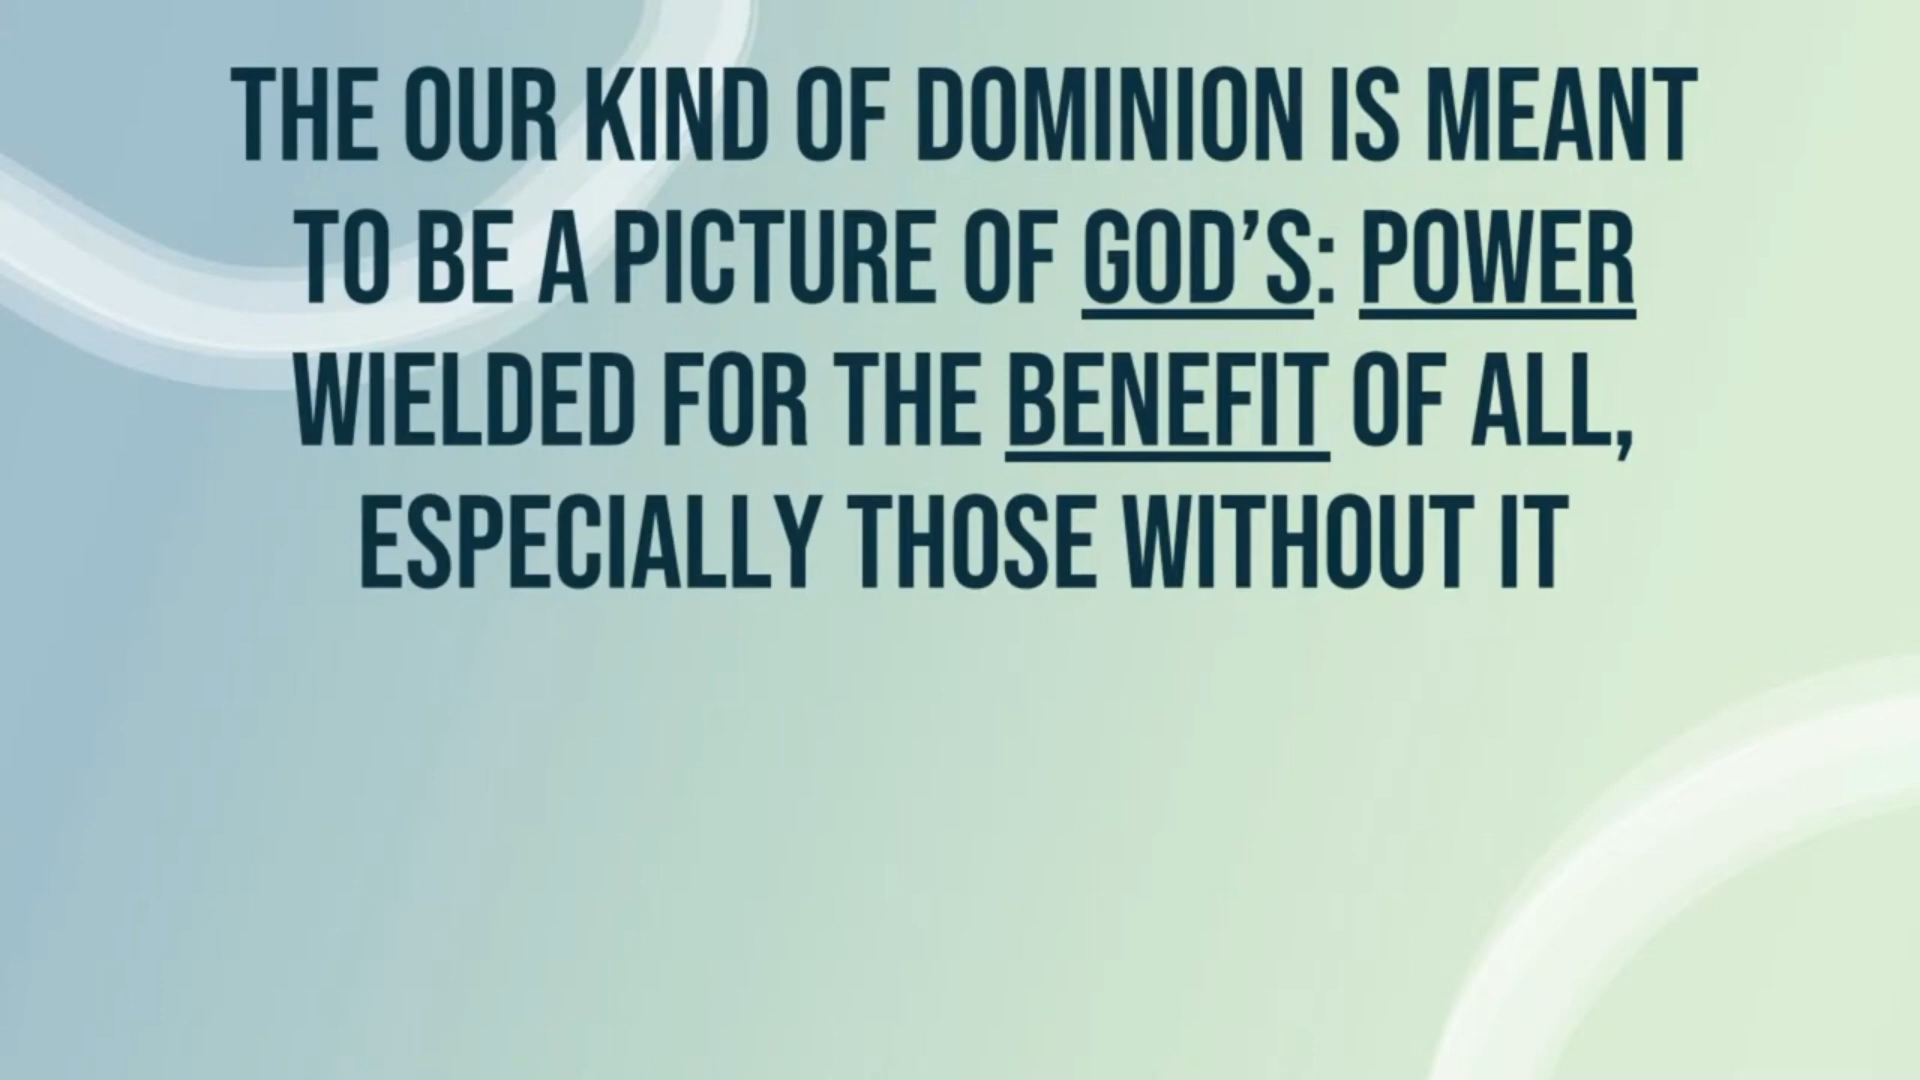 THE OUR KIND OF DOMINION IS MEANT
TO BE A PICTURE OF GOD’S: POWER
WIELDED FOR THE BENEFIT OF ALL,
ESPECIALLY THOSE WITHOUT IT